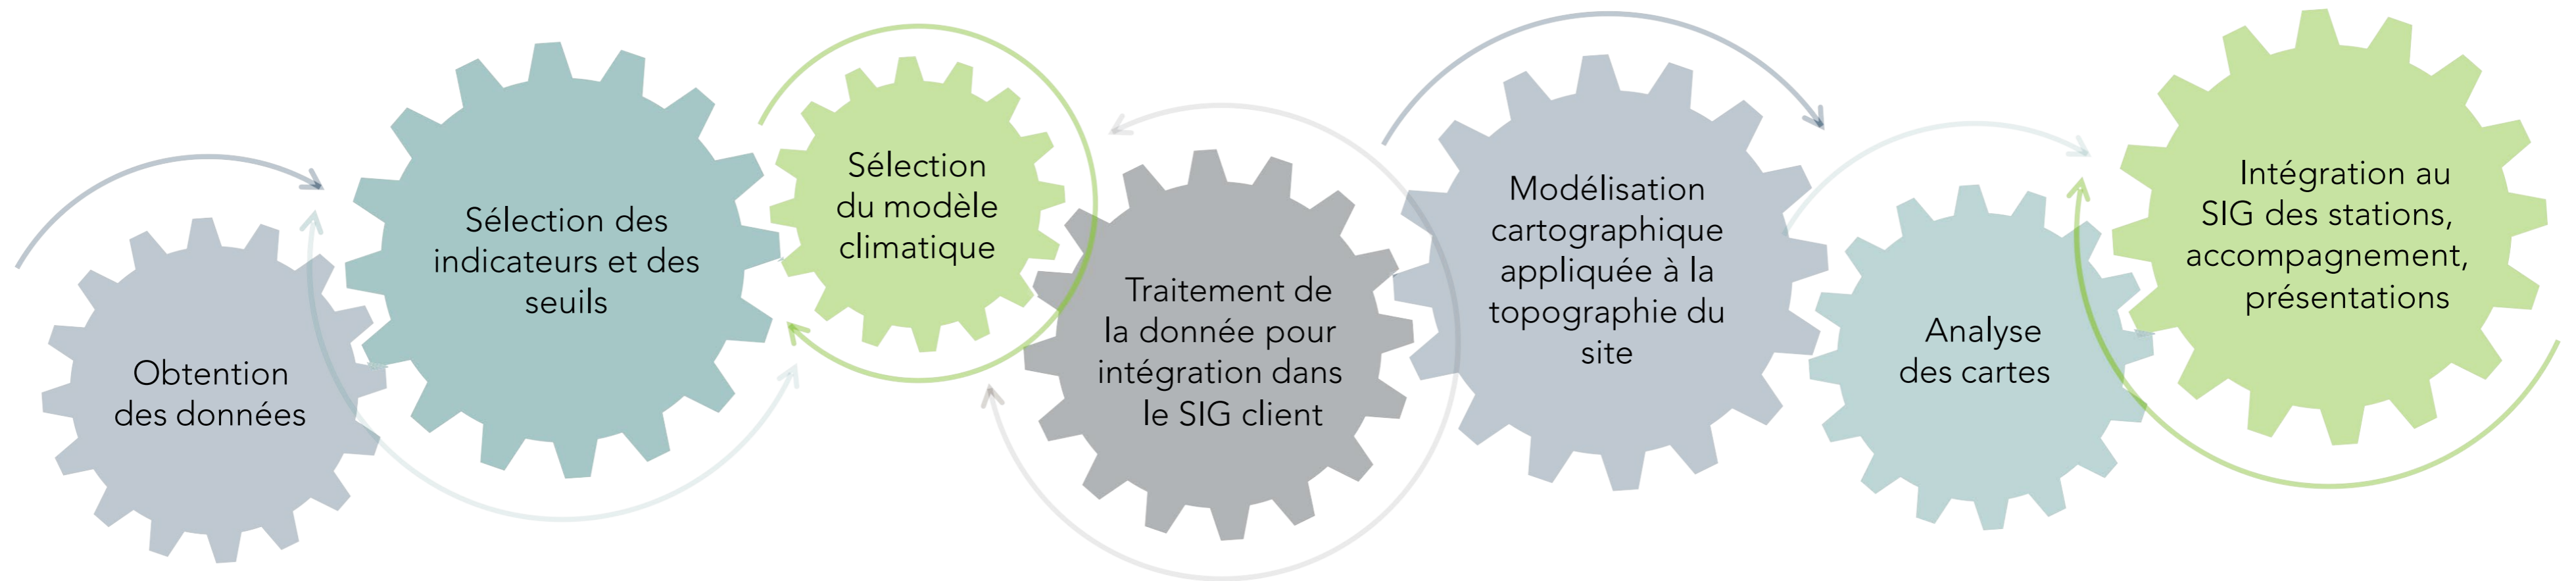 Obtention
des données
Sélection des
indicateurs et des
seuils
Sélection
du modèle
climatique
Traitement de
la donnée pour
intégration dans
le SIG client
Modélisation
cartographique
appliquée à la
topographie du
site
Analyse
des cartes
Intégration au
SIG des stations,
accompagnement,
présentations